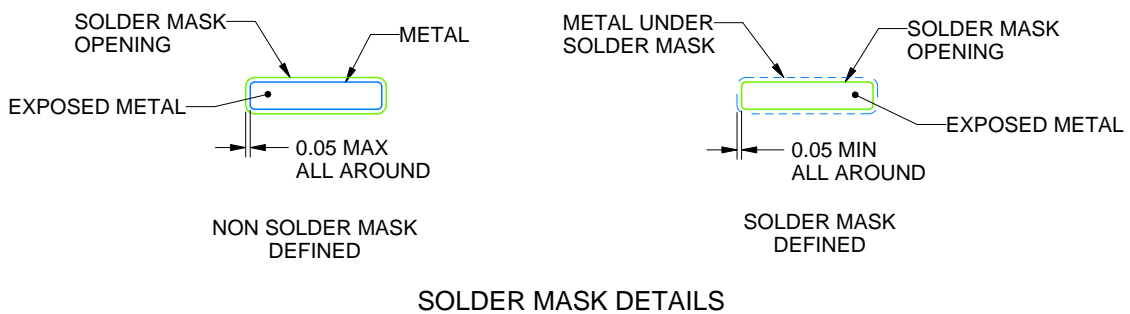 SOLDER MASK
OPENING
METAL
EXPOSED METAL
0.05 MAX
ALL AROUND
NON SOLDER MASK
DEFINED
METAL UNDER
SOLDER MASK
SOLDER MASK
OPENING
EXPOSED METAL
0.05 MIN
ALL AROUND
SOLDER MASK
DEFINED
SOLDER MASK DETAILS